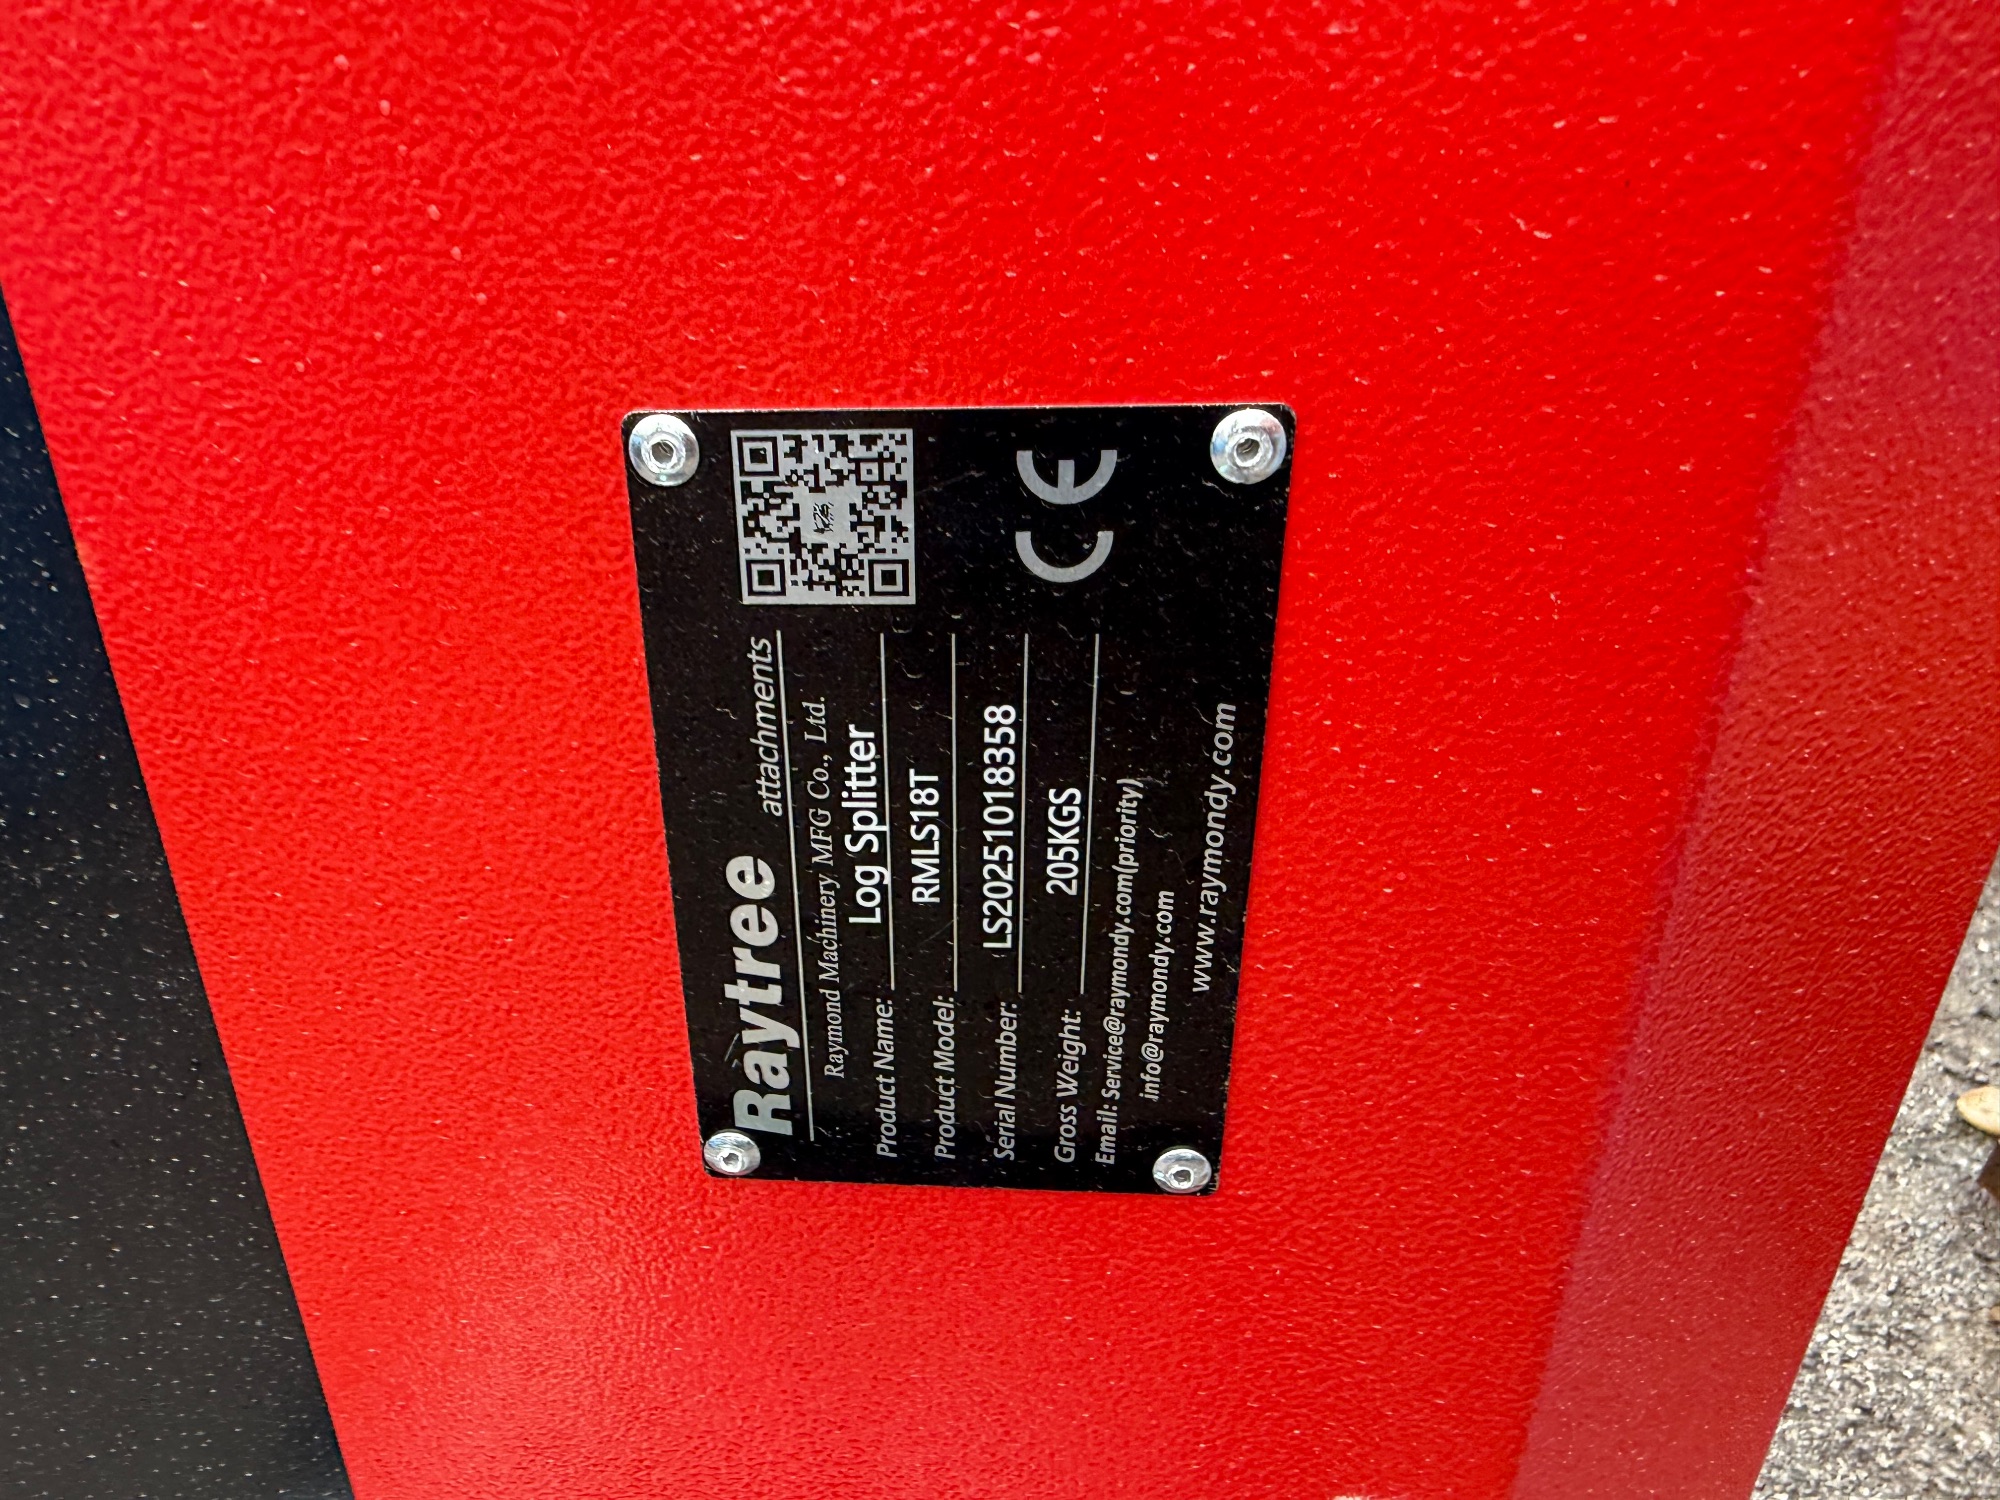 Raytree attachments
Raymond Machinery MFG Co., Ltd.
Product Name: Log Splitter
Product Model: RMLS18T
Serial Number: LS20251018358
Gross Weight: 205KGS
Email: Service@raymondy.com(priority)
info@raymondy.com
www.raymondy.com
CE